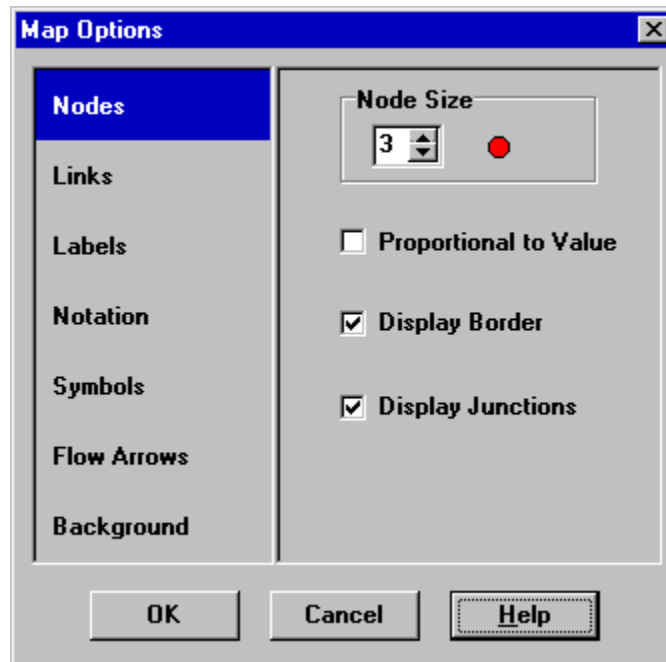 Map Options
Nodes
Links
Labels
Notation
Symbols
Flow Arrows
Background
Node Size
3
Proportional to Value
Display Border
Display Junctions
OK
Cancel
Help